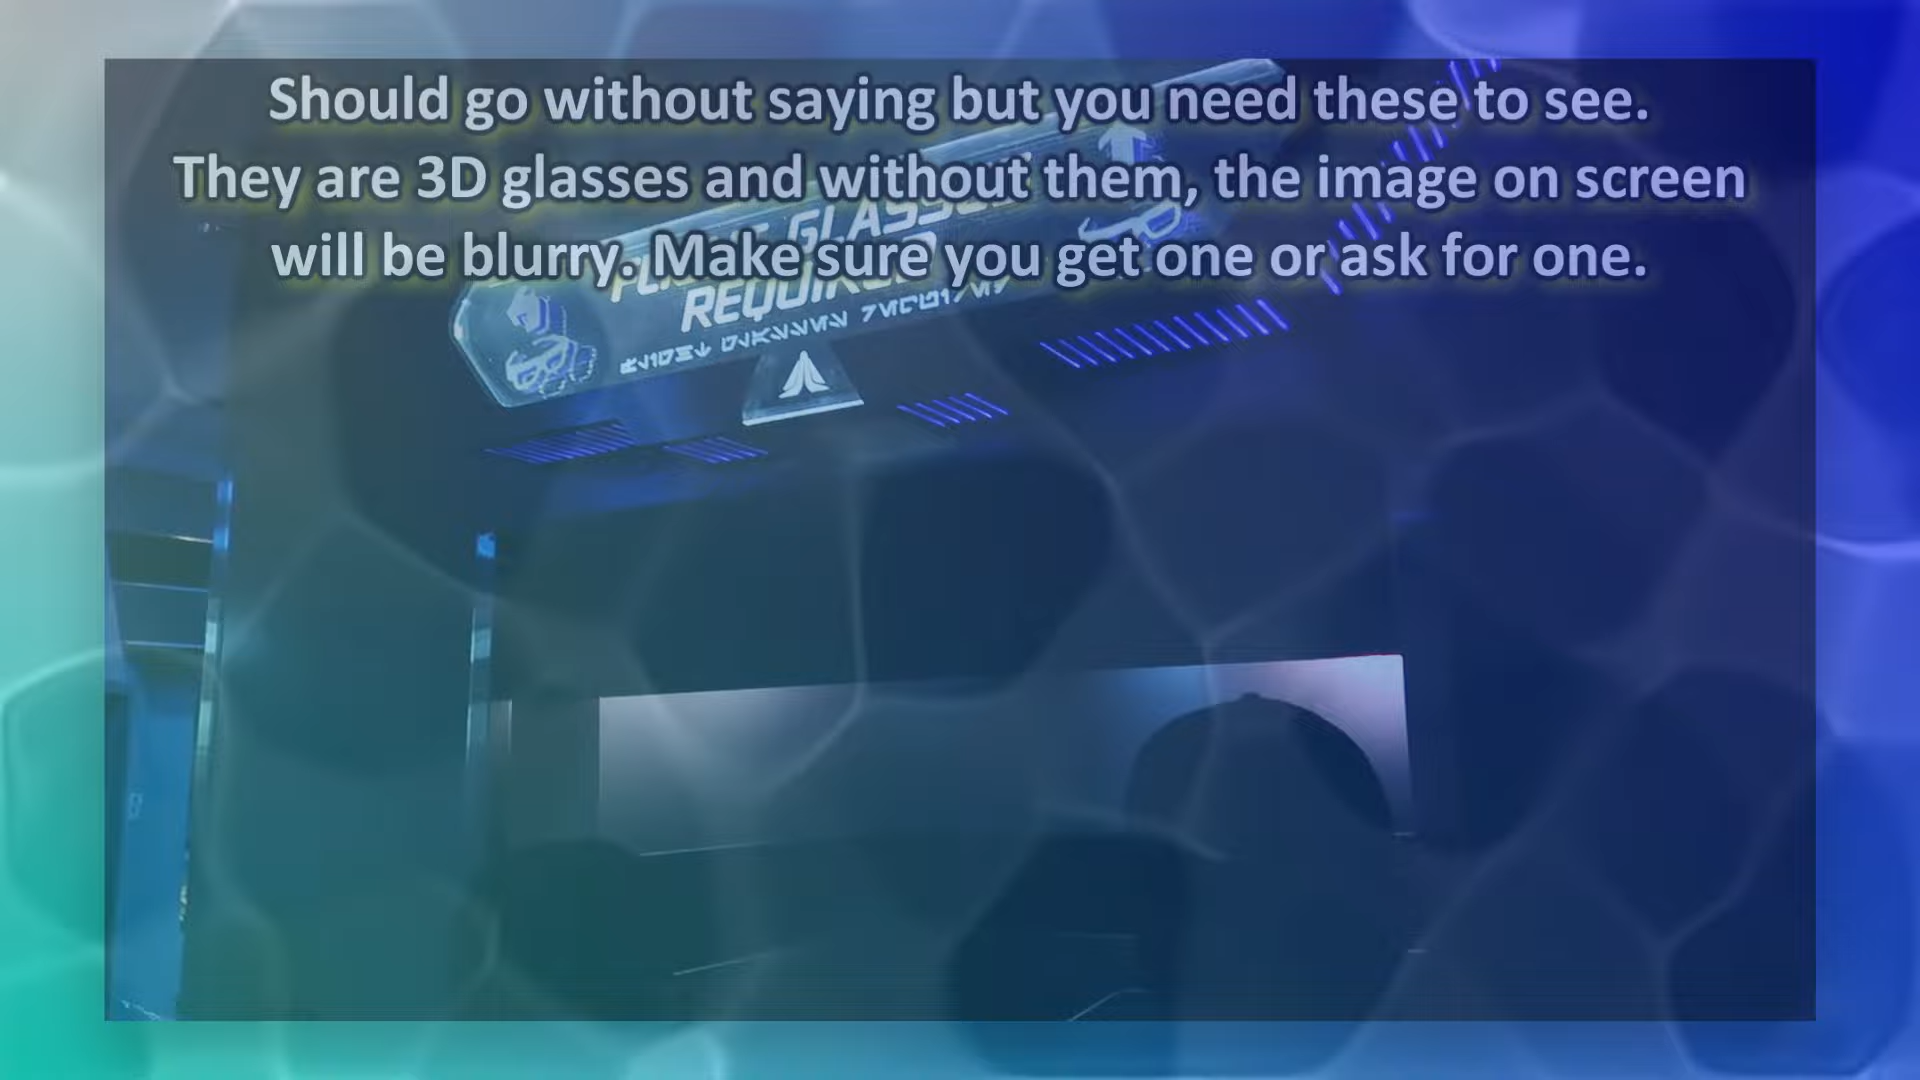 Should go without saying but you need these to see.
They are 3D glasses and without them, the image on screen
will be blurry. Make sure you get one or ask for one.
REQUIRED